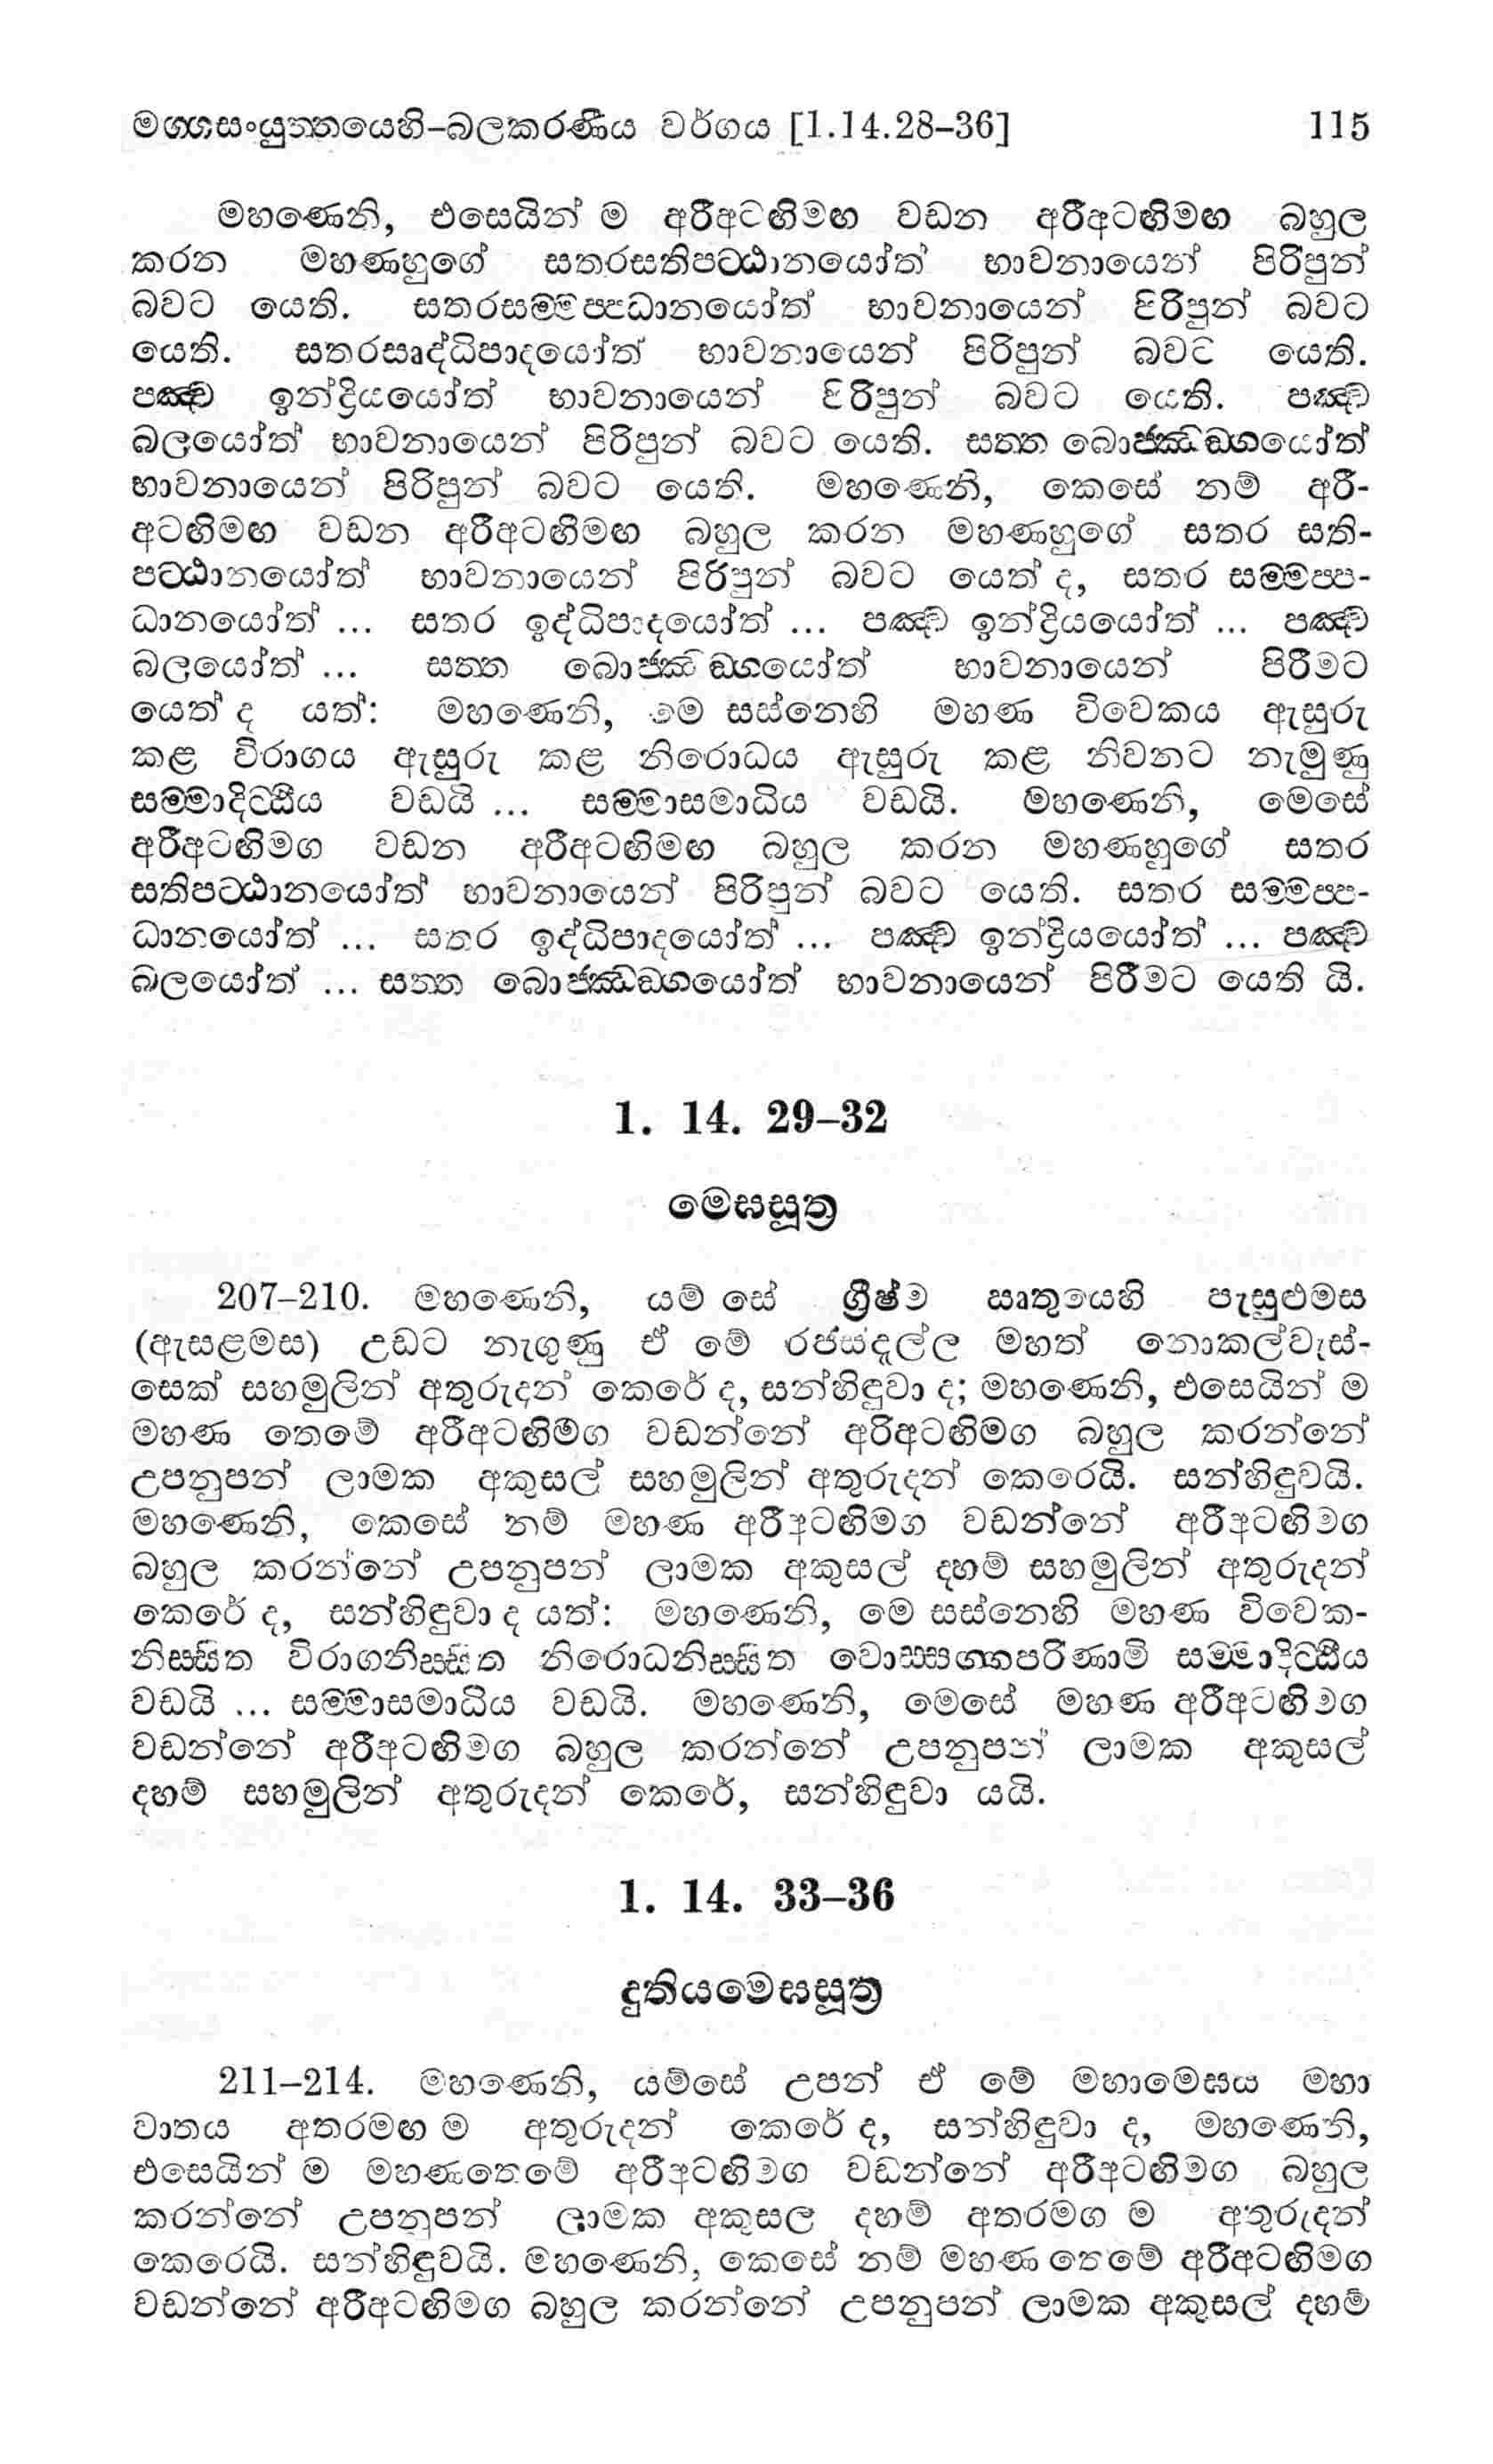 මග්ගසංයුත්තයෙහි–බලකරණීය වර්ගය [1.14.28–36] 115
මහණෙනි, එසෙයින් ම අරීඅටඟිමඟ වඩන අරීඅටඟිමඟ බහුල
කරන මහණහුගේ සතරසතිපට්ඨානයෝත් භාවනායෙන් පිරිපුන්
බවට යෙති. සතරසම්මප්පධානයෝත් භාවනායෙන් පිරිපුන් බවට
යෙති. සතරසෘද්ධිපාදයෝත් භාවනායෙන් පිරිපුන් බවට යෙති.
පඤ්ච ඉන්ද්‍රියයෝත් භාවනායෙන් පිරිපුන් බවට යෙති. පඤ්ච
බලයෝත් භාවනායෙන් පිරිපුන් බවට යෙති. සත්ත බොජ්ඣඞ්ගයෝත්
භාවනායෙන් පිරිපුන් බවට යෙති. මහණෙනි, කෙසේ නම් අරී-
අටඟිමඟ වඩන අරීඅටඟිමඟ බහුල කරන මහණහුගේ සතර සති-
පට්ඨානයෝත් භාවනායෙන් පිරිපුන් බවට යෙත් ද, සතර සම්මප්ප-
ධානයෝත් ... සතර ඉද්ධිපාදයෝත් ... පඤ්ච ඉන්ද්‍රියයෝත් ... පඤ්ච
බලයෝත් ... සත්ත බොජ්ඣඞ්ගයෝත් භාවනායෙන් පිරීමට
යෙත් ද යත්: මහණෙනි, මෙම සස්නෙහි මහණ විවෙකය ඇසුරු
කළ විරාගය ඇසුරු කළ නිරොධය ඇසුරු කළ නිවනට නැමුණු
සම්මාදිට්ඨිය වඩයි ... සම්මාසමාධිය වඩයි. මහණෙනි, මෙසේ
අරීඅටඟිමග වඩන අරීඅටඟිමඟ බහුල කරන මහණහුගේ සතර
සතිපට්ඨානයෝත් භාවනායෙන් පිරිපුන් බවට යෙති. සතර සම්මප්ප-
ධානයෝත් ... සතර ඉද්ධිපාදයෝත් ... පඤ්ච ඉන්ද්‍රියයෝත් ... පඤ්ච
බලයෝත් ... සත්ත බොජ්ඣඞ්ගයෝත් භාවනායෙන් පිරීමට යෙති යි.
1. 14. 29–32
මෙඝසූත්‍ර
207–210. මහණෙනි, යම් සේ ග්‍රීෂ්ම ඍතුයෙහි පැසුළුමස
(ඇසළමස) උඩට නැගුණු ඒ මේ රජස්දූල්ල මහත් නොකල්වැස්-
සෙක් සහමුලින් අතුරුදන් කෙරේ ද, සන්හිඳුවා ද; මහණෙනි, එසෙයින් ම
මහණ තෙමේ අරීඅටඟිමග වඩන්නේ අරීඅටඟිමග බහුල කරන්නේ
උපනුපන් ලාමක අකුසල් සහමුලින් අතුරුදන් කෙරෙයි. සන්හිඳුවයි.
මහණෙනි, කෙසේ නම් මහණ අරීඅටඟිමග වඩන්නේ අරීඅටඟිමග
බහුල කරන්නේ උපනුපන් ලාමක අකුසල් දහම් සහමුලින් අතුරුදන්
කෙරේ ද, සන්හිඳුවා ද යත්: මහණෙනි, මෙ සස්නෙහි මහණ විවෙක-
නිස්සිත විරාගනිස්සිත නිරොධනිස්සිත වොස්සග්ගපරිණාමි සම්මාදිට්ඨිය
වඩයි ... සම්මාසමාධිය වඩයි. මහණෙනි, මෙසේ මහණ අරීඅටඟිමග
වඩන්නේ අරීඅටඟිමග බහුල කරන්නේ උපනුපන් ලාමක අකුසල්
දහම් සහමුලින් අතුරුදන් කෙරේ, සන්හිඳුවා යයි.
1. 14. 33–36
දුතියමෙඝසූත්‍ර
211–214. මහණෙනි, යම්සේ උපන් ඒ මේ මහාමෙඝය මහා
වාතය අතරමඟ ම අතුරුදන් කෙරේ ද, සන්හිඳුවා ද, මහණෙනි,
එසෙයින් ම මහණතෙමේ අරීඅටඟිමග වඩන්නේ අරීඅටඟිමග බහුල
කරන්නේ උපනුපන් ලාමක අකුසල දහම් අතරමග ම අතුරුදන්
කෙරෙයි. සන්හිඳුවයි. මහණෙනි, කෙසේ නම් මහණ තෙමේ අරීඅටඟිමග
වඩන්නේ අරීඅටඟිමග බහුල කරන්නේ උපනුපන් ලාමක අකුසල් දහම්